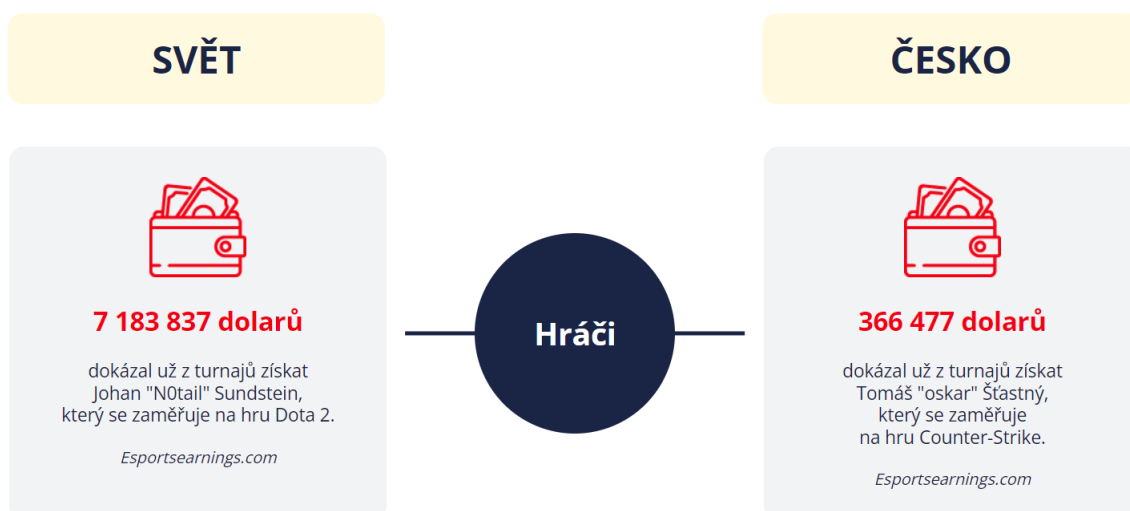 SVĚT
ČESKO
7 183 837 dolarů
dokázal už z turnajů získat
Johan "N0tail" Sundstein,
který se zaměřuje na hru Dota 2.
Esportsearnings.com
Hráči
366 477 dolarů
dokázal už z turnajů získat
Tomáš "oskar" Šťastný,
který se zaměřuje
na hru Counter-Strike.
Esportsearnings.com